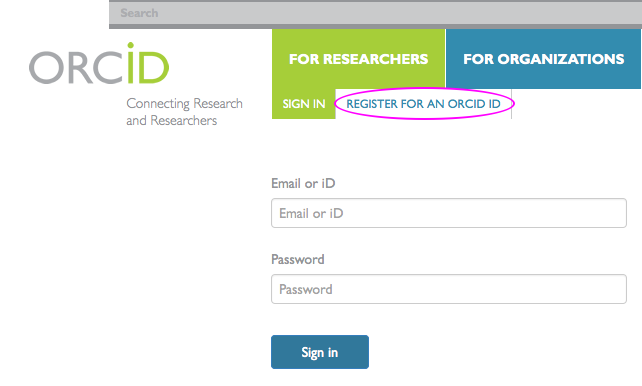 Search
ORCiD
Connecting Research
and Researchers
FOR RESEARCHERS
FOR ORGANIZATIONS
SIGN IN
REGISTER FOR AN ORCID ID
Email or iD
Email or iD
Password
Password
Sign in